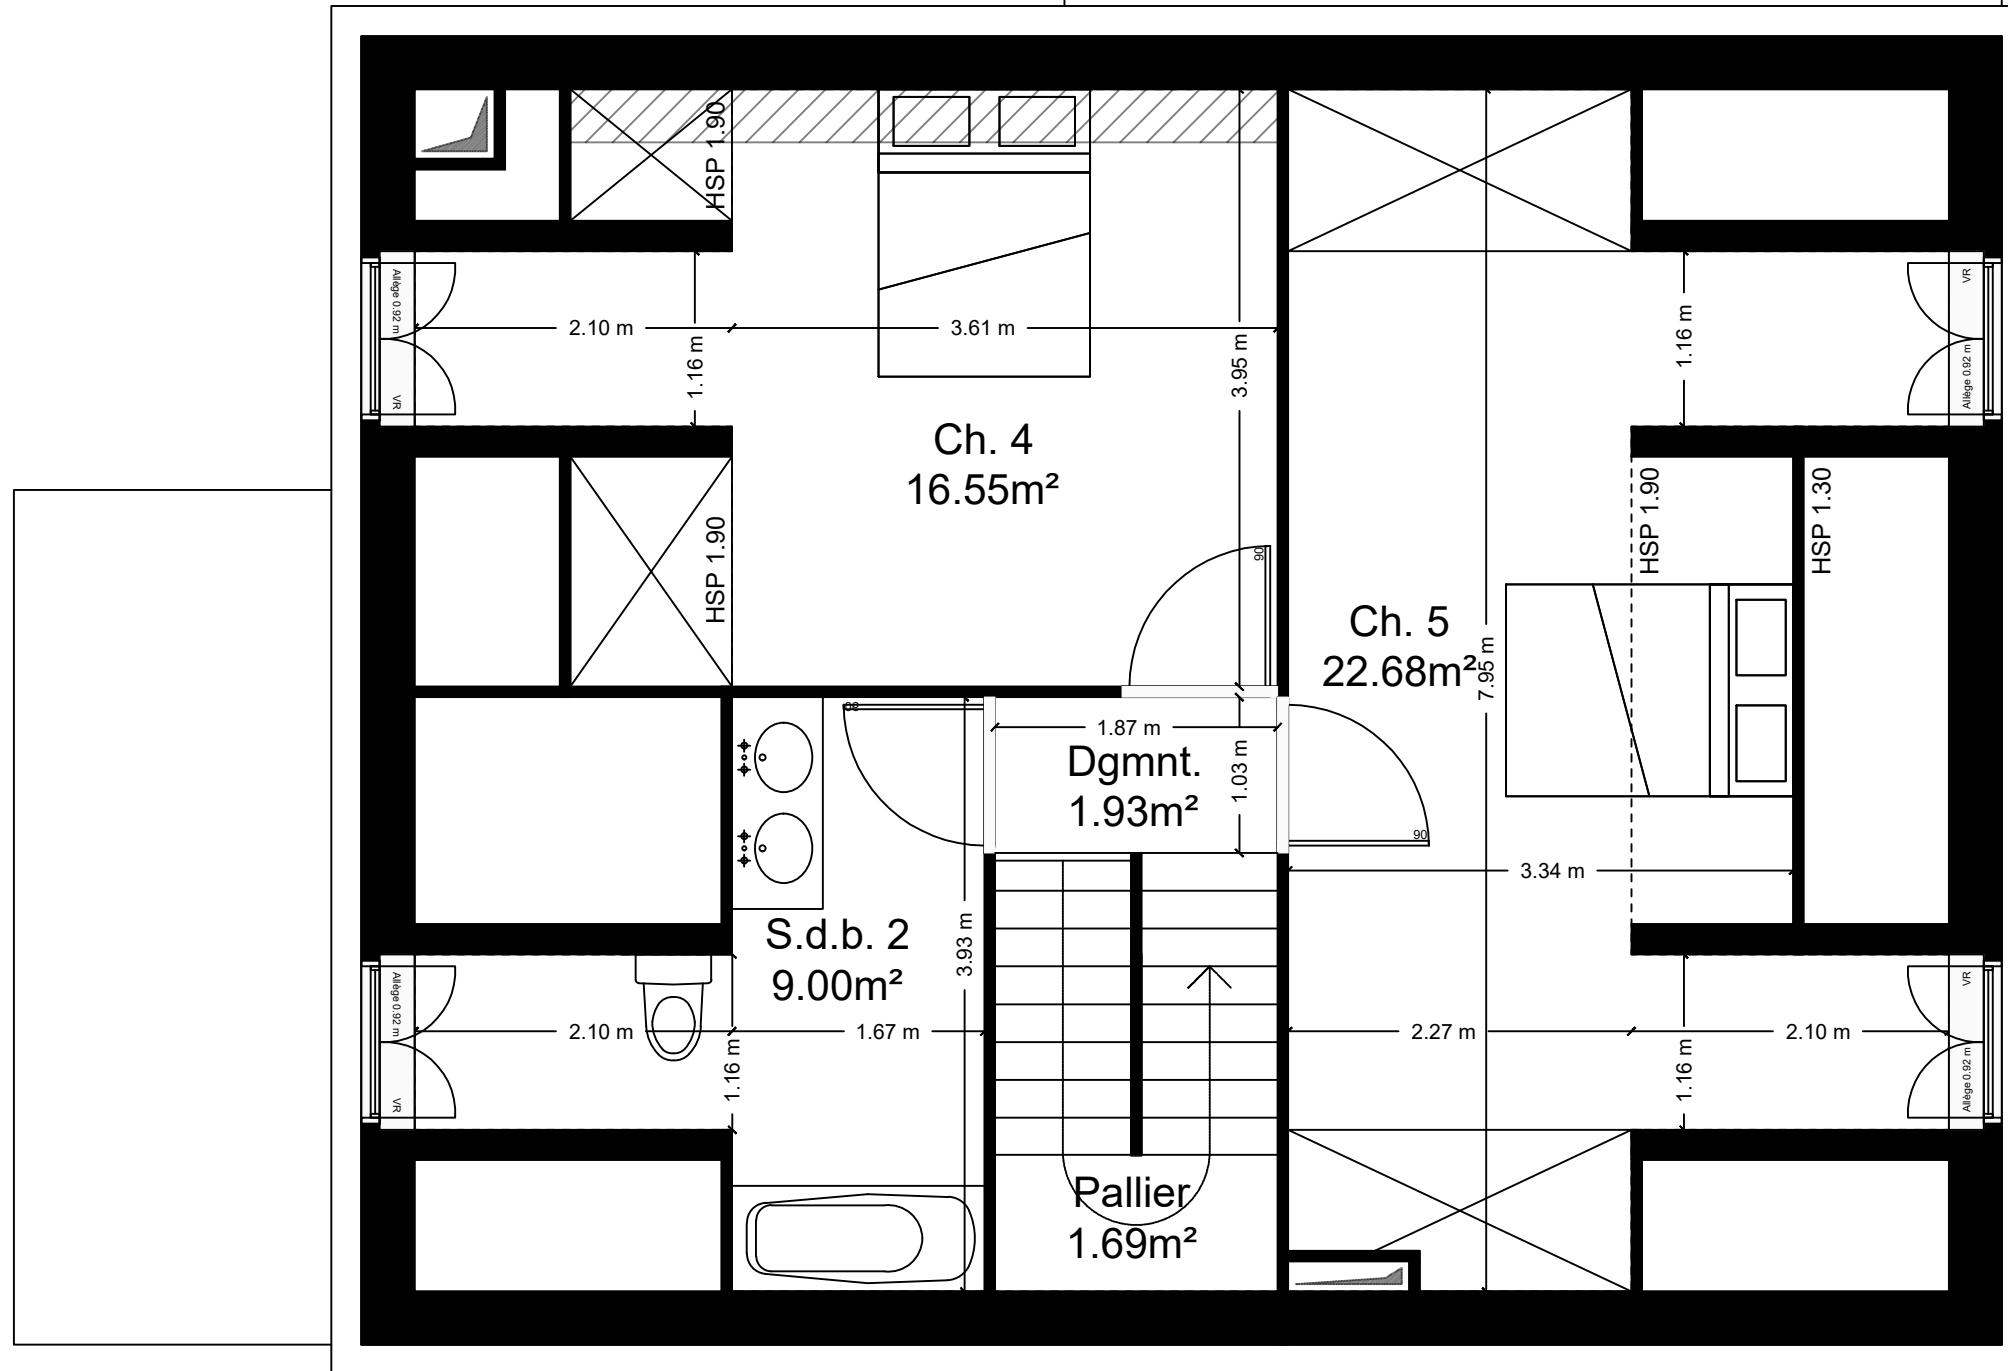 HSP 1.90
Allège 0.92 m
VR
2.10 m
3.61 m
1.16 m
3.95 m
1.16 m
VR
Allège 0.92 m
Ch. 4
16.55m²
HSP 1.90
HSP 1.90
HSP 1.30
90
Ch. 5
22.68m²
7.95 m
80
1.87 m
Dgmnt.
1.93m²
1.03 m
90
3.34 m
S.d.b. 2
9.00m²
3.93 m
Allège 0.92 m
VR
2.10 m
1.67 m
1.16 m
2.27 m
2.10 m
1.16 m
VR
Allège 0.92 m
Pallier
1.69m²